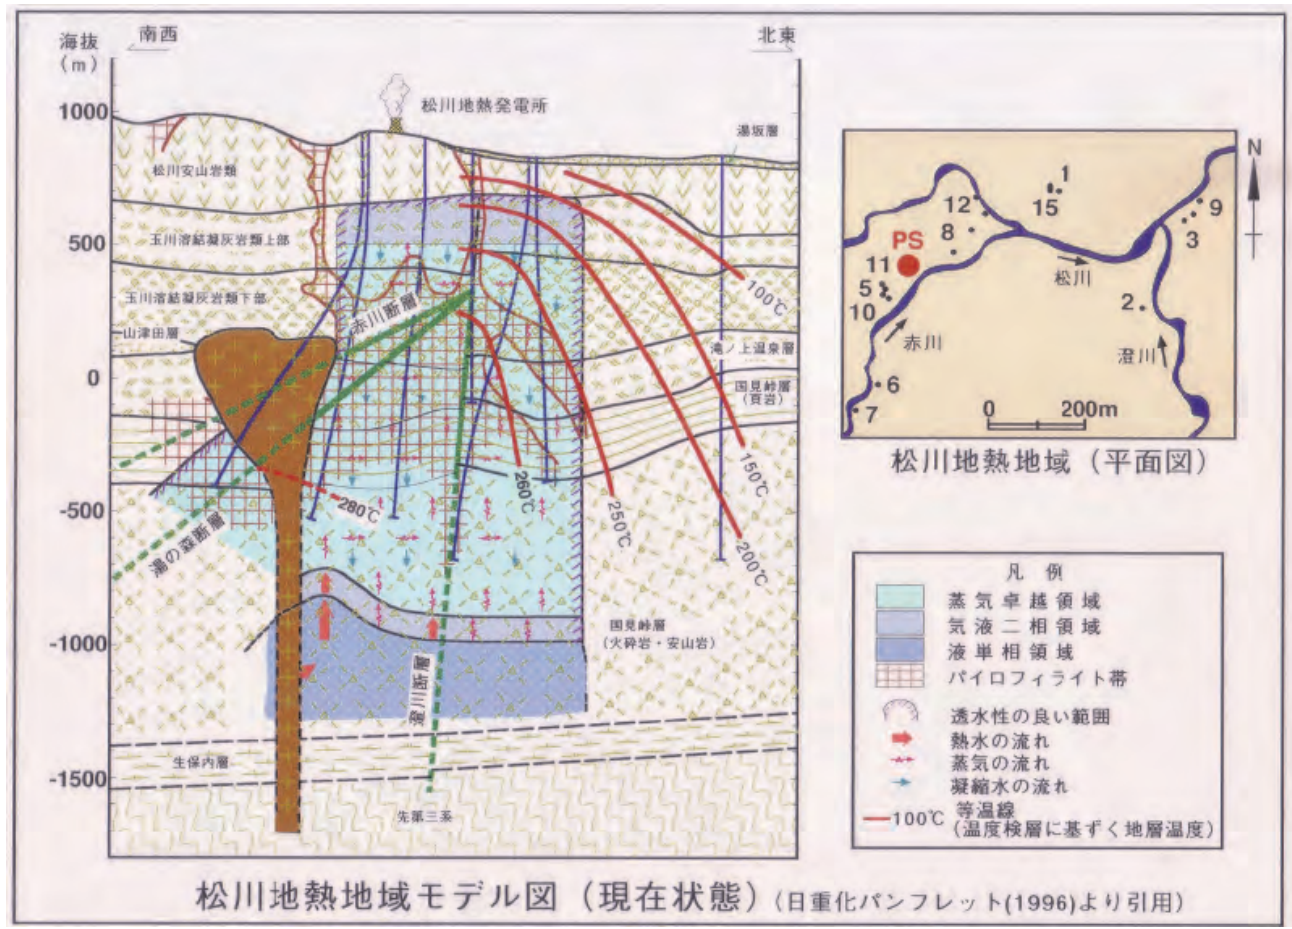 海抜
(m)
南西
北東
1000
500
0
-500
-1000
-1500
松川地熱発電所
湯坂層
松川安山岩類
玉川溶結凝灰岩類上部
玉川溶結凝灰岩類下部
山津田層
赤川断層
滝ノ上温泉層
国見峠層
(頁岩)
湯の森断層
澄川断層
国見峠層
(火砕岩・安山岩)
生保内層
先第三系
100℃
150℃
200℃
250℃
260℃
280℃
N
1
15
12
8
9
3
PS
11
5
10
2
6
7
松川
赤川
澄川
0 200m
松川地熱地域(平面図)
凡 例
蒸気卓越領域
気液二相領域
液単相領域
パイロフィライト帯
透水性の良い範囲
熱水の流れ
蒸気の流れ
凝縮水の流れ
100℃ 等温線
(温度検層に基ずく地層温度)
松川地熱地域モデル図(現在状態)(日重化パンフレット(1996)より引用)